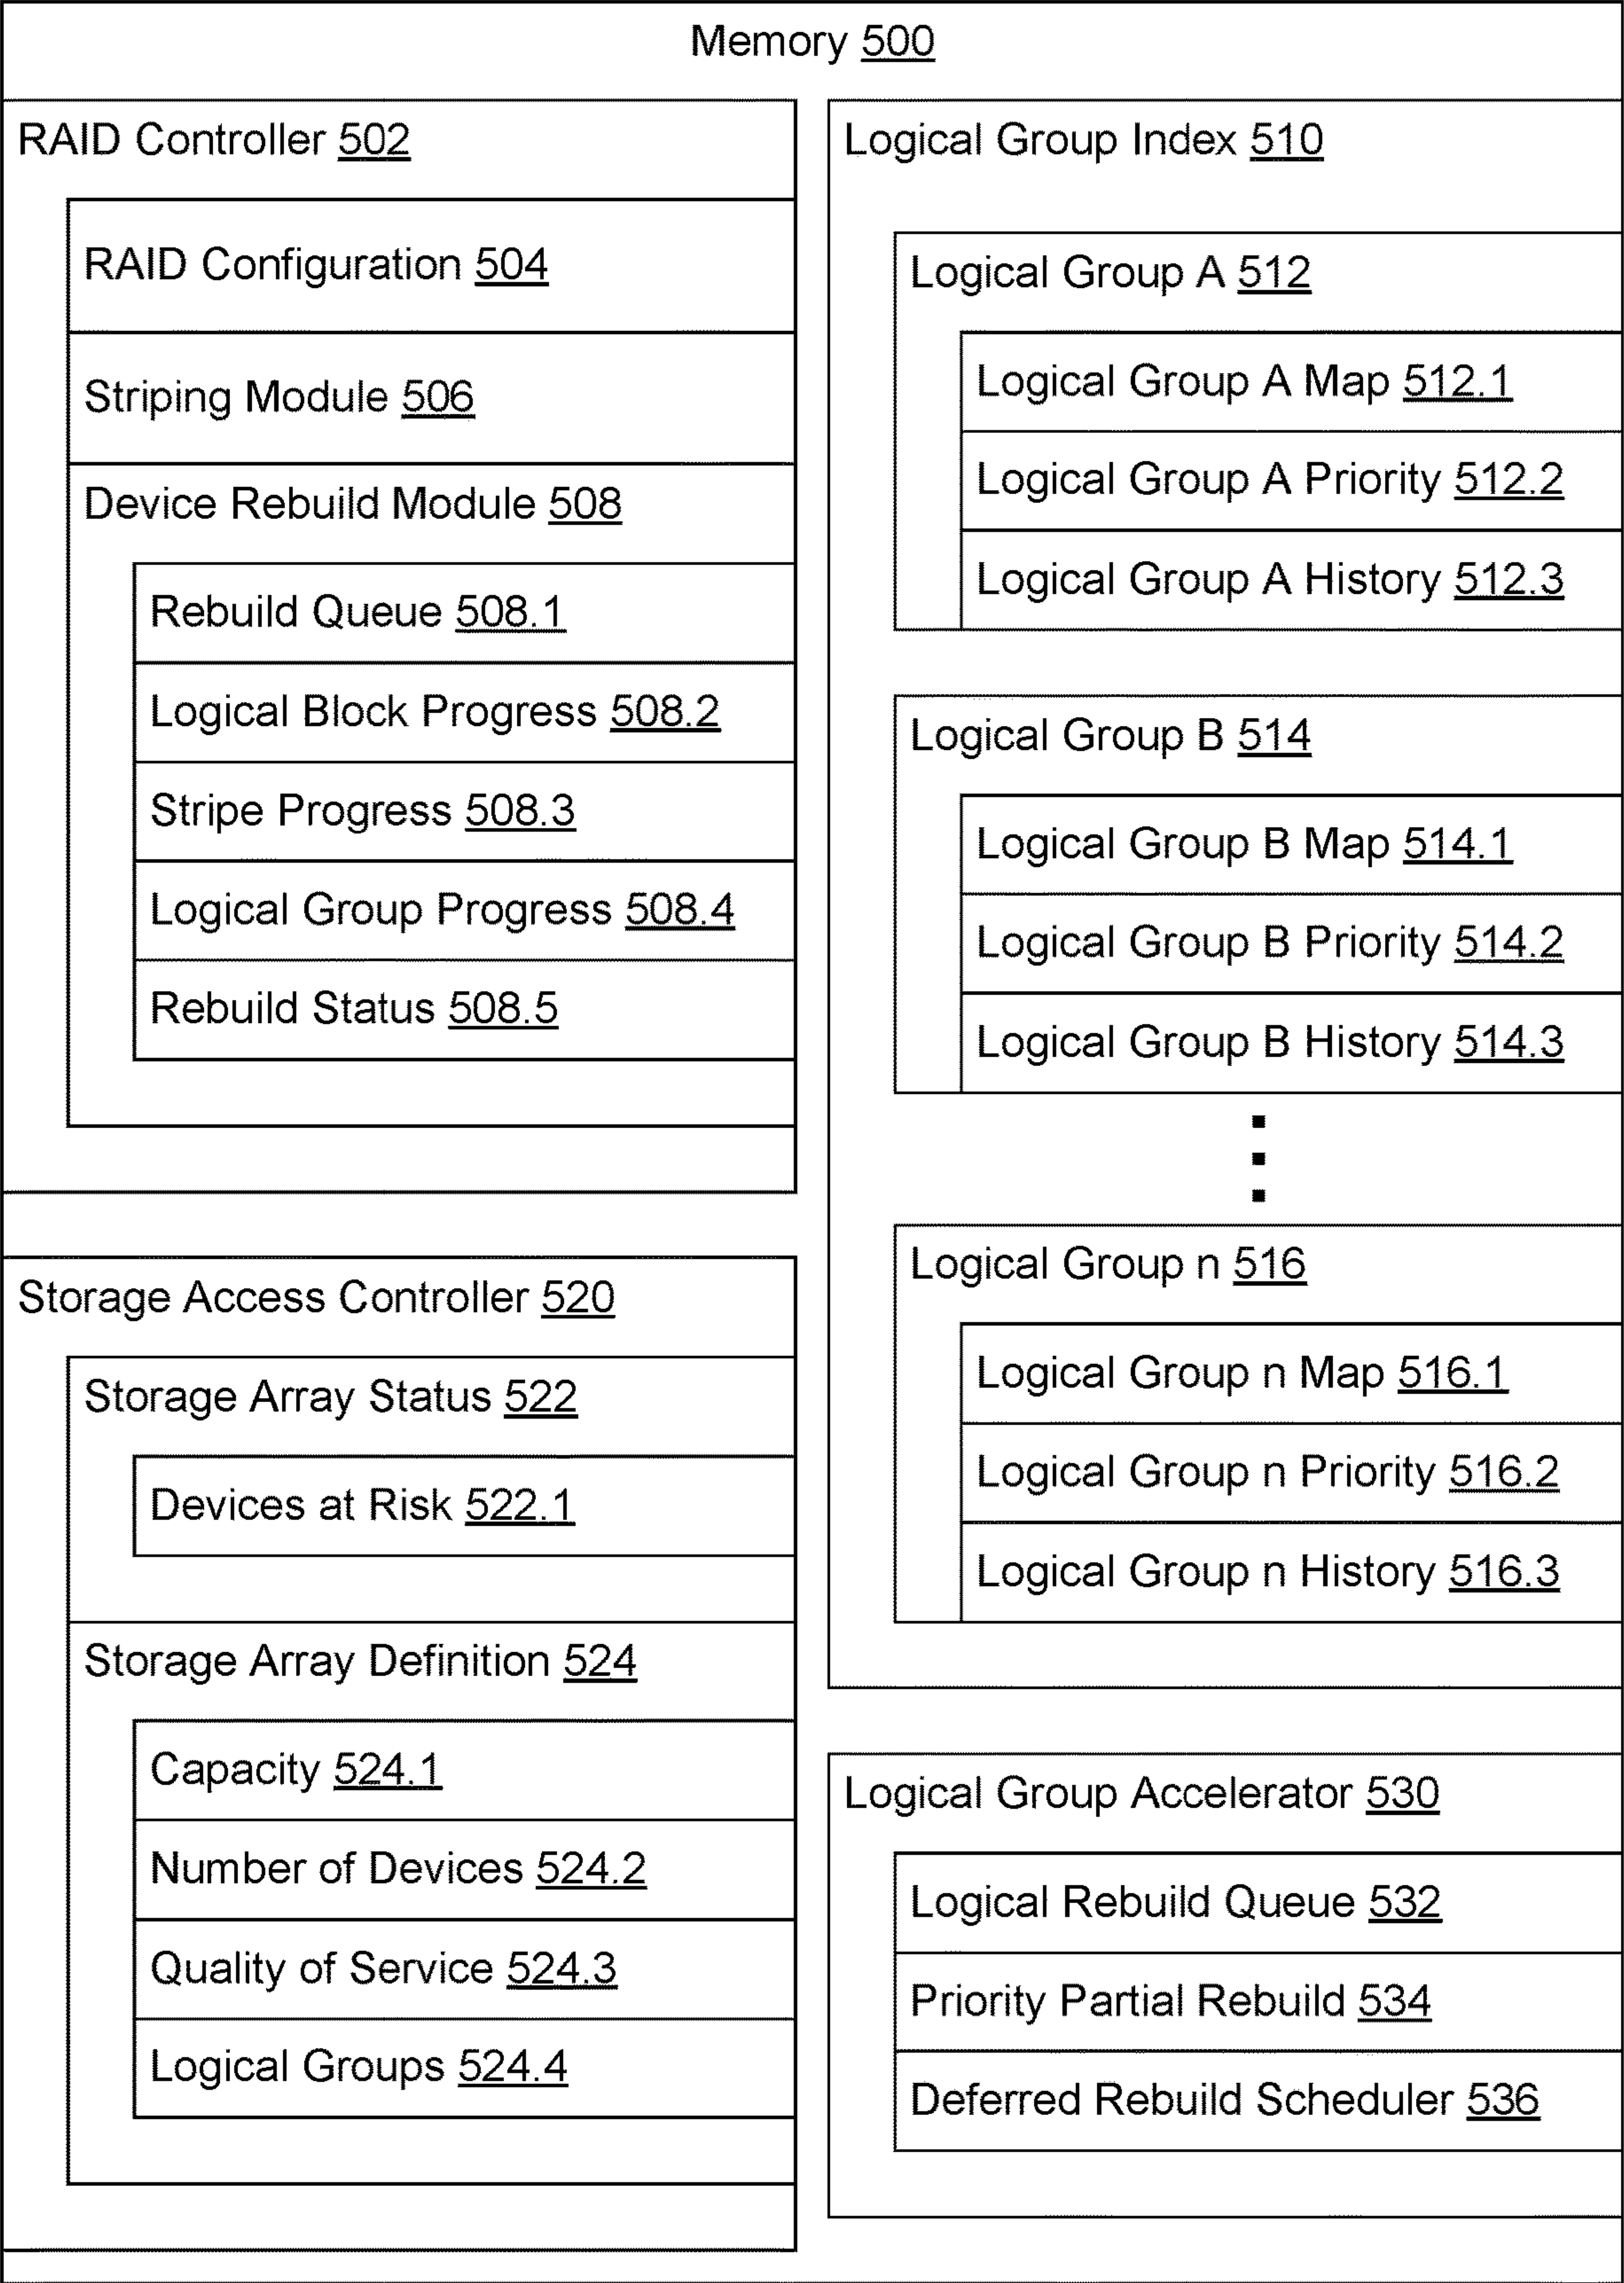 Memory 500
RAID Controller 502
RAID Configuration 504
Striping Module 506
Device Rebuild Module 508
Rebuild Queue 508.1
Logical Block Progress 508.2
Stripe Progress 508.3
Logical Group Progress 508.4
Rebuild Status 508.5
Storage Access Controller 520
Storage Array Status 522
Devices at Risk 522.1
Storage Array Definition 524
Capacity 524.1
Number of Devices 524.2
Quality of Service 524.3
Logical Groups 524.4
Logical Group Index 510
Logical Group A 512
Logical Group A Map 512.1
Logical Group A Priority 512.2
Logical Group A History 512.3
Logical Group B 514
Logical Group B Map 514.1
Logical Group B Priority 514.2
Logical Group B History 514.3
Logical Group n 516
Logical Group n Map 516.1
Logical Group n Priority 516.2
Logical Group n History 516.3
Logical Group Accelerator 530
Logical Rebuild Queue 532
Priority Partial Rebuild 534
Deferred Rebuild Scheduler 536